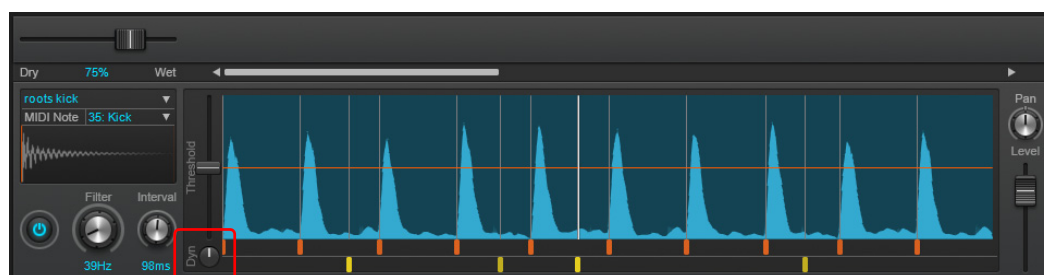 Dry 75% Wet
roots kick
MIDI Note 35: Kick
Threshold
Pan
Level
Filter Interval
Dyn
39Hz 98ms